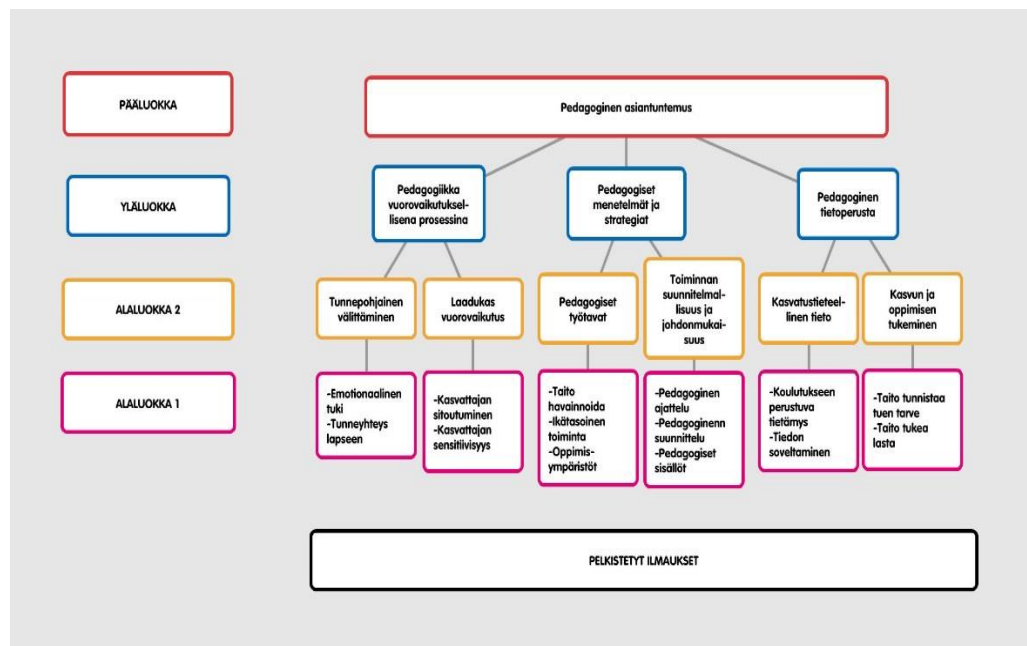 PÄÄLUOKKA
Pedagoginen asiantuntemus
YLÄLUOKKA
Pedagogiikka
vuorovaikutuksel-
lisena prosessina
Pedagogiset
menetelmät ja
strategiat
Pedagoginen
tietoperusta
ALALUOKKA 2
Tunnepohjainen
välittäminen
Laadukas
vuorovaikutus
Pedagogiset
työtavat
Toiminnan
suunnitelmal-
lisuus ja
johdonmukai-
suus
Kasvatustieteel-
linen tieto
Kasvun ja
oppimisen
tukeminen
ALALUOKKA 1
-Emotionaalinen
tuki
-Tunneyhteys
lapseen
-Kasvattajan
sitoutuminen
-Kasvattajan
sensitiivisyys
-Taito
havainnoida
-Ikätasoinen
toiminta
-Oppimis-
ympäristöt
-Pedagoginen
ajattelu
-Pedagoginenn
suunnittelu
-Pedagogiset
sisällöt
-Koulutukseen
perustuva
tietämys
-Tiedon
soveltaminen
-Taito tunnistaa
tuen tarve
-Taito tukea
lasta
PELKISTETYT ILMAUKSET